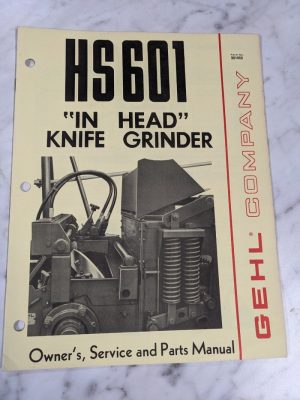 HS601
"IN HEAD"
KNIFE GRINDER
GEHL® COMPANY
Owner's, Service and Parts Manual